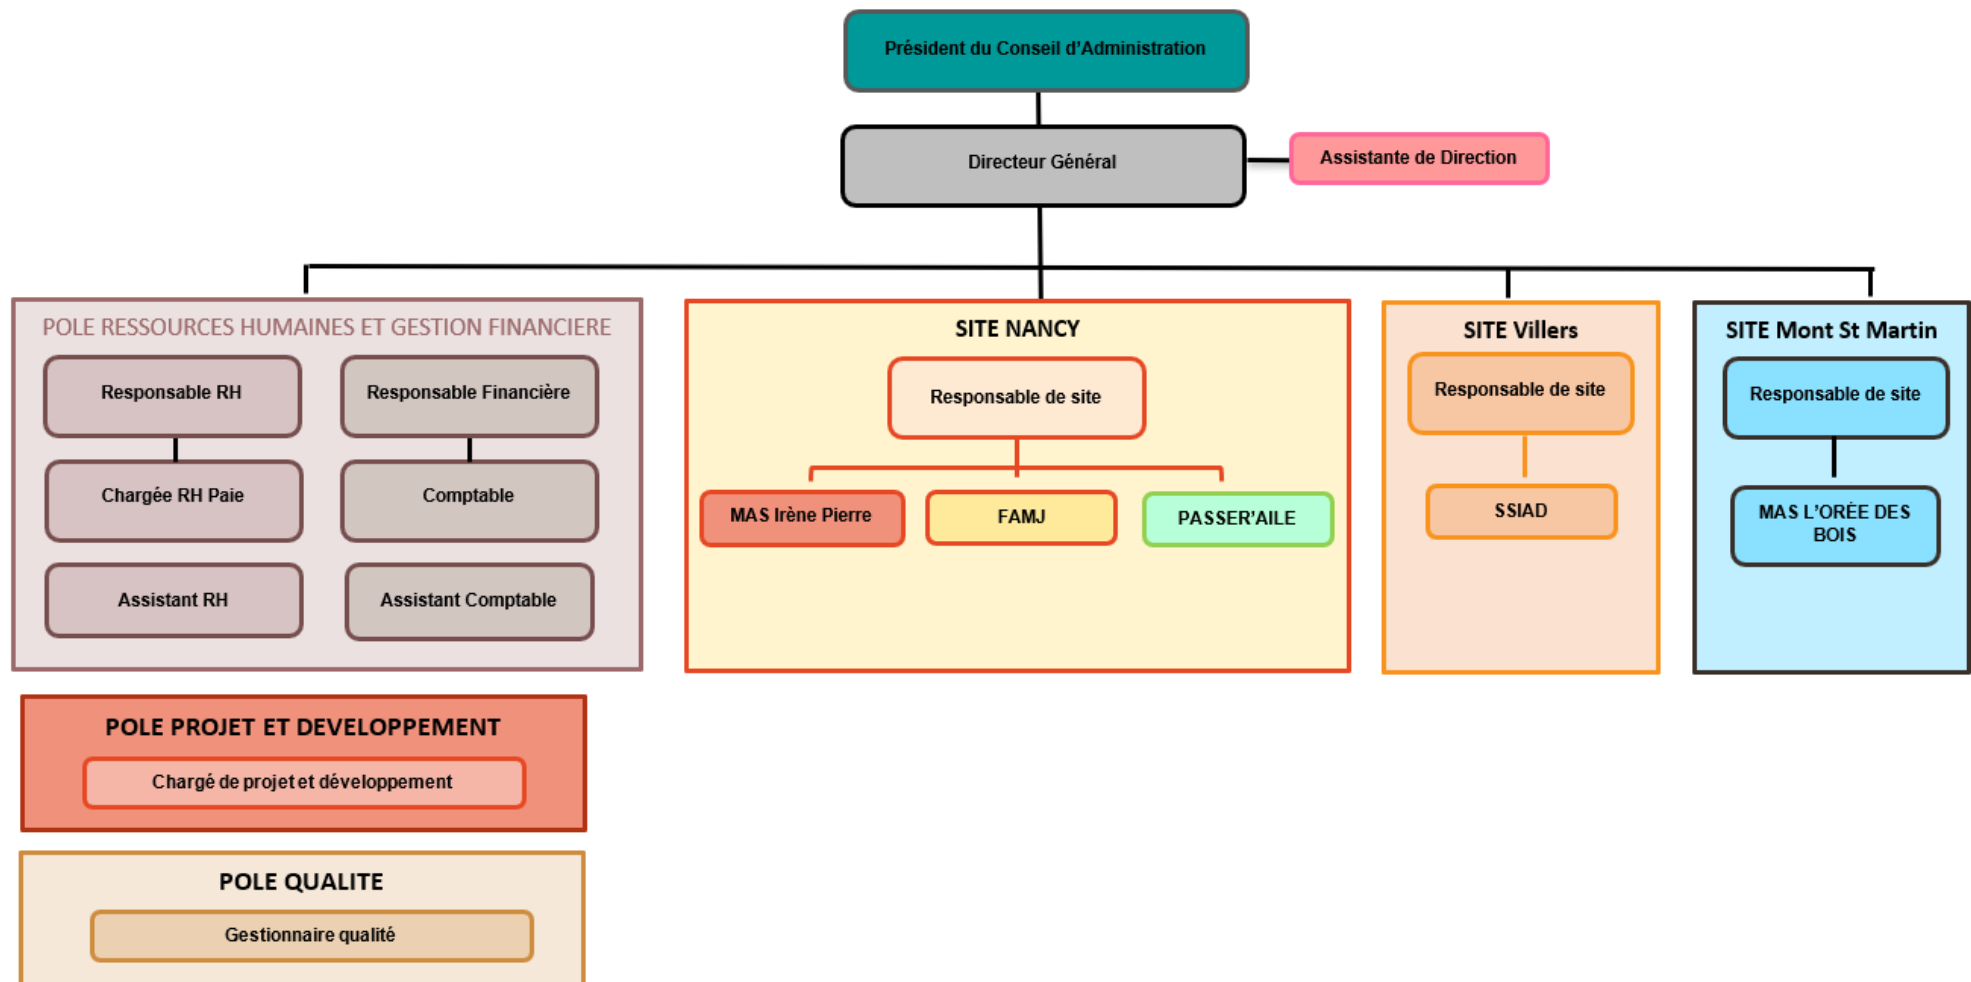 Président du Conseil d'Administration
Directeur Général
Assistante de Direction
POLE RESSOURCES HUMAINES ET GESTION FINANCIERE
Responsable RH
Responsable Financière
Chargée RH Paie
Comptable
Assistant RH
Assistant Comptable
SITE NANCY
Responsable de site
MAS Irène Pierre
FAMJ
PASSER'AILE
SITE Villers
Responsable de site
SSIAD
SITE Mont St Martin
Responsable de site
MAS L'ORÈE DES
BOIS
POLE PROJET ET DEVELOPPEMENT
Chargé de projet et développement
POLE QUALITE
Gestionnaire qualité